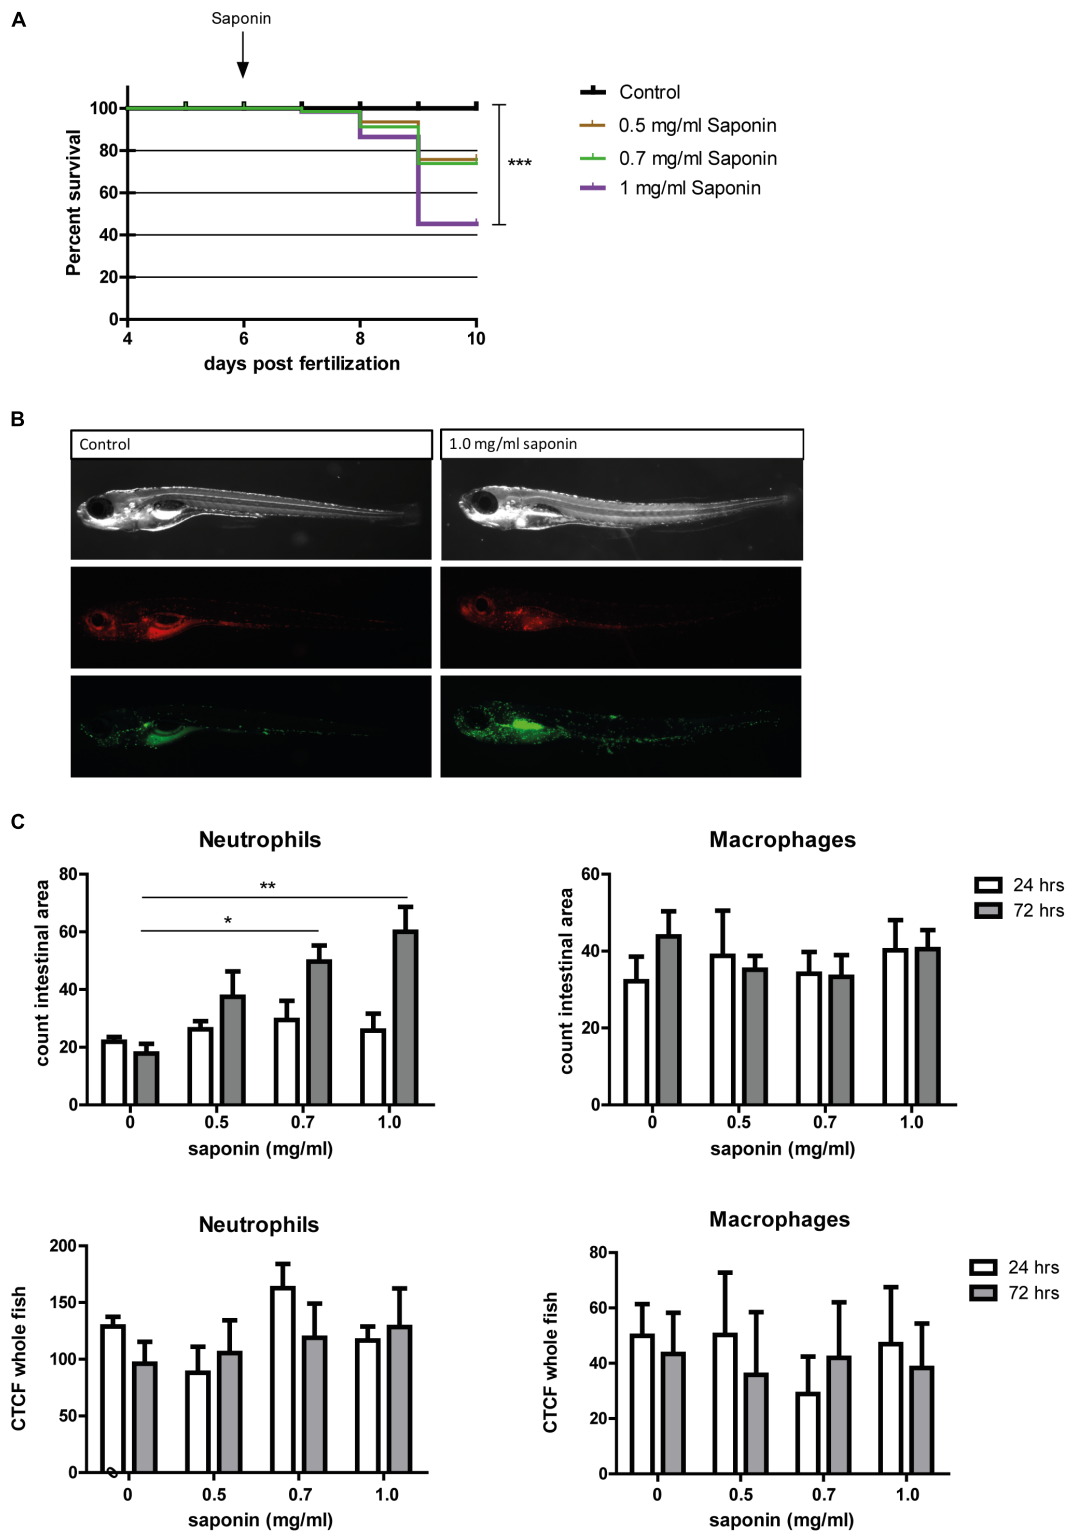 A
Saponin
100
80
60
40
20
0
Percent survival
4
6
8
10
days post fertilization
***
Control
0.5 mg/ml Saponin
0.7 mg/ml Saponin
1 mg/ml Saponin
B
Control
1.0 mg/ml saponin
C
Neutrophils
80
60
40
20
0
count intestinal area
**
*
0
0.5
0.7
1.0
saponin (mg/ml)
Macrophages
60
40
20
0
count intestinal area
0
0.5
0.7
1.0
saponin (mg/ml)
24 hrs
72 hrs
Neutrophils
200
150
100
50
0
CTCF whole fish
0
0
0.5
0.7
1.0
saponin (mg/ml)
Macrophages
80
60
40
20
0
CTCF whole fish
0
0.5
0.7
1.0
saponin (mg/ml)
24 hrs
72 hrs